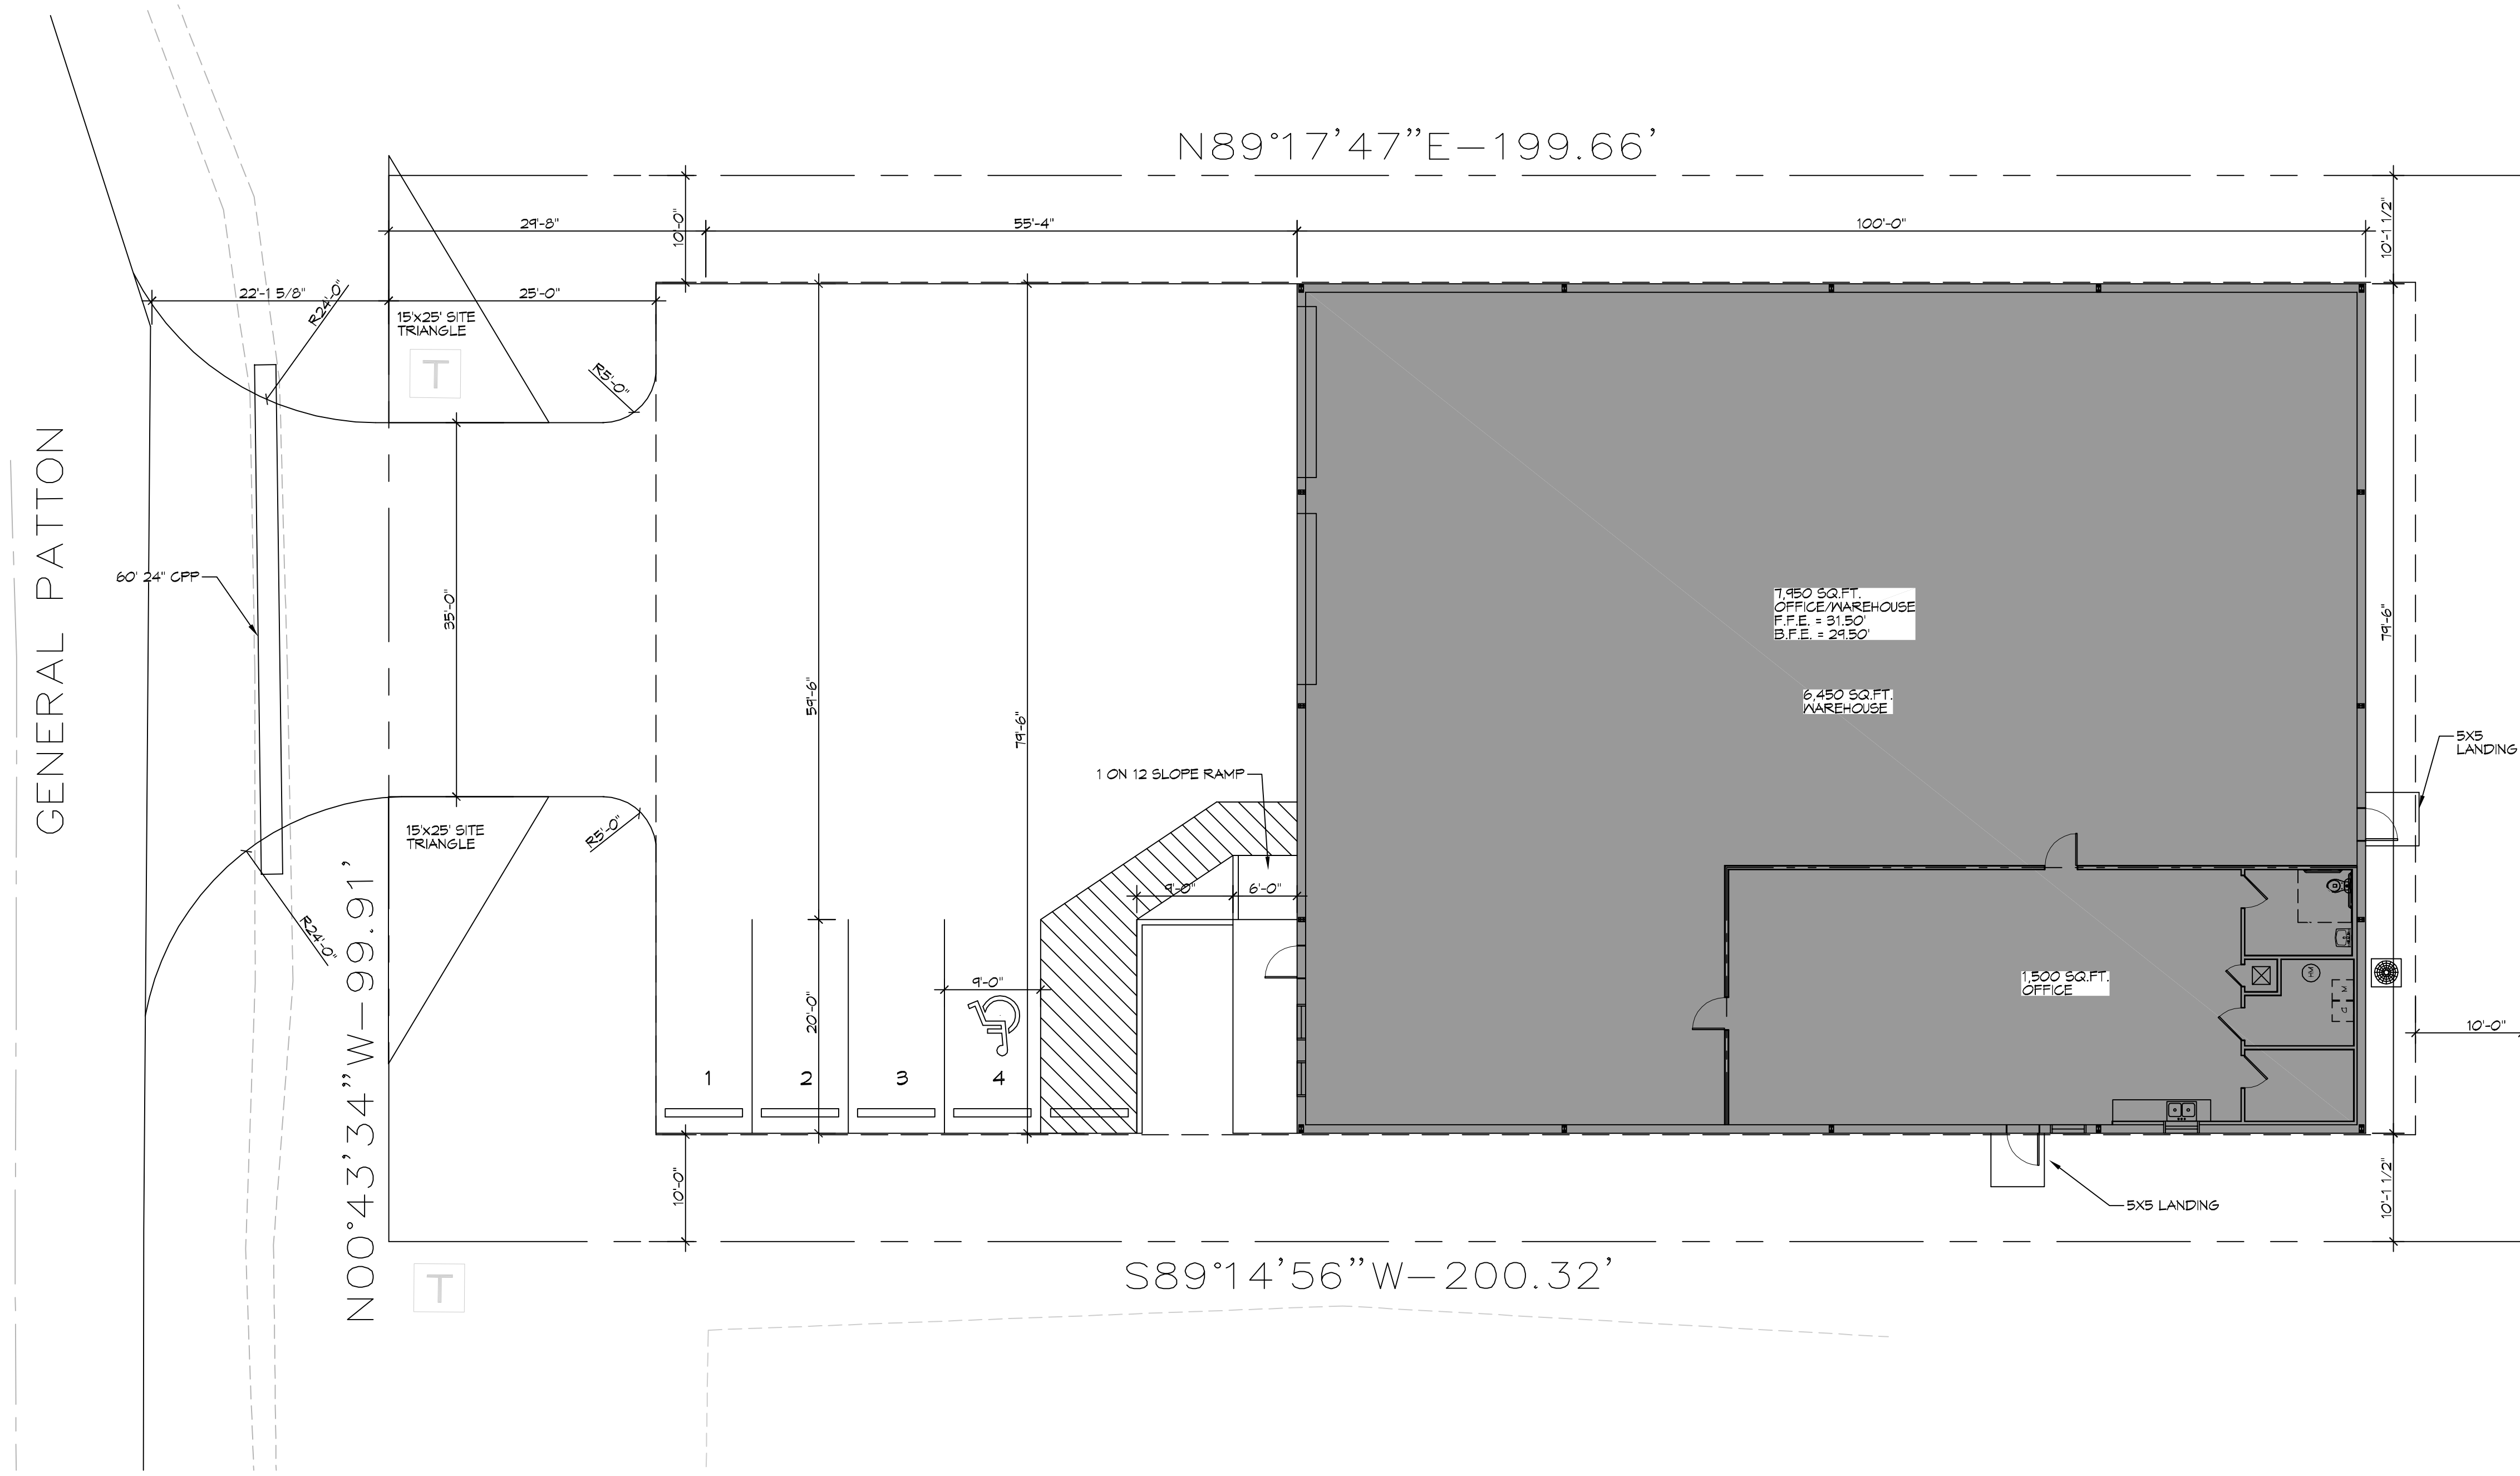 N89°17'47"E-199.66'
29'-8"
55'-4"
100'-0"
10'-0"
10'-1 1/2"
22'-1 5/8"
R24'-0"
25'-0"
15'x25' SITE
TRIANGLE
T
R5'-0"
GENERAL PATTON
60' 24" CPP
35'-0"
59'-6"
79'-6"
7,950 SQ.FT.
OFFICE/WAREHOUSE
F.F.E. = 31.50'
B.F.E. = 29.50'
6,450 SQ.FT.
WAREHOUSE
79'-6"
5X5
LANDING
1 ON 12 SLOPE RAMP
15'x25' SITE
TRIANGLE
R5'-0"
R24'-0"
N00°43'34"W-99.91'
9'-0"
6'-0"
9'-0"
20'-0"
1,500 SQ.FT.
OFFICE
HW
W
D
10'-0"
1
2
3
4
10'-0"
10'-1 1/2"
5X5 LANDING
S89°14'56"W-200.32'
T